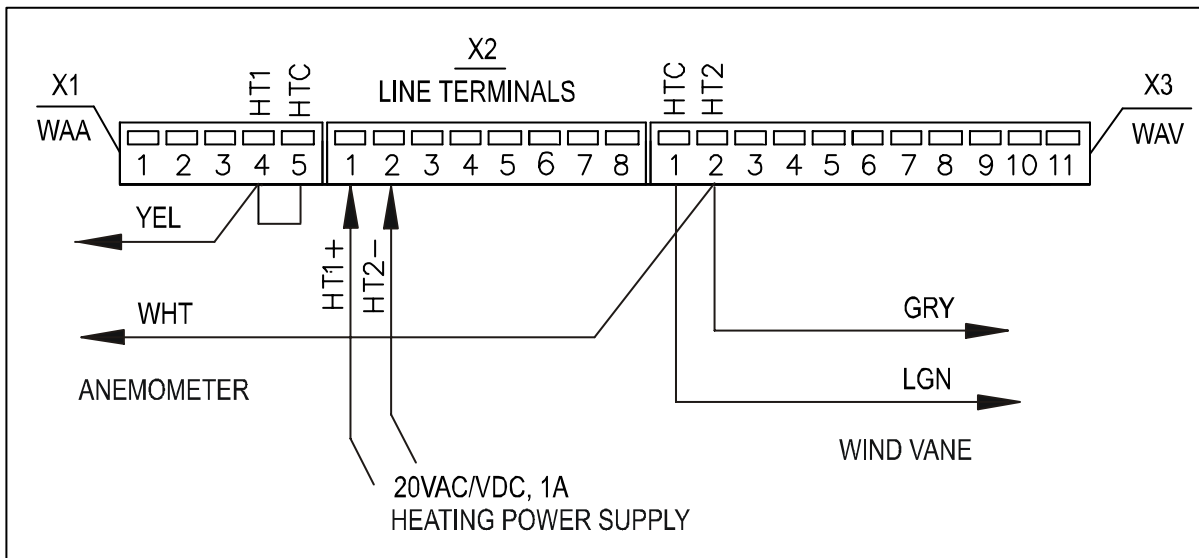 X2
LINE TERMINALS
X1
WAA
HT1
HTC
HTC
HT2
X3
WAV
1 2 3 4 5 1 2 3 4 5 6 7 8 1 2 3 4 5 6 7 8 9 10 11
YEL
HT1+
HT2-
WHT
GRY
ANEMOMETER
LGN
WIND VANE
20VAC/VDC, 1A
HEATING POWER SUPPLY